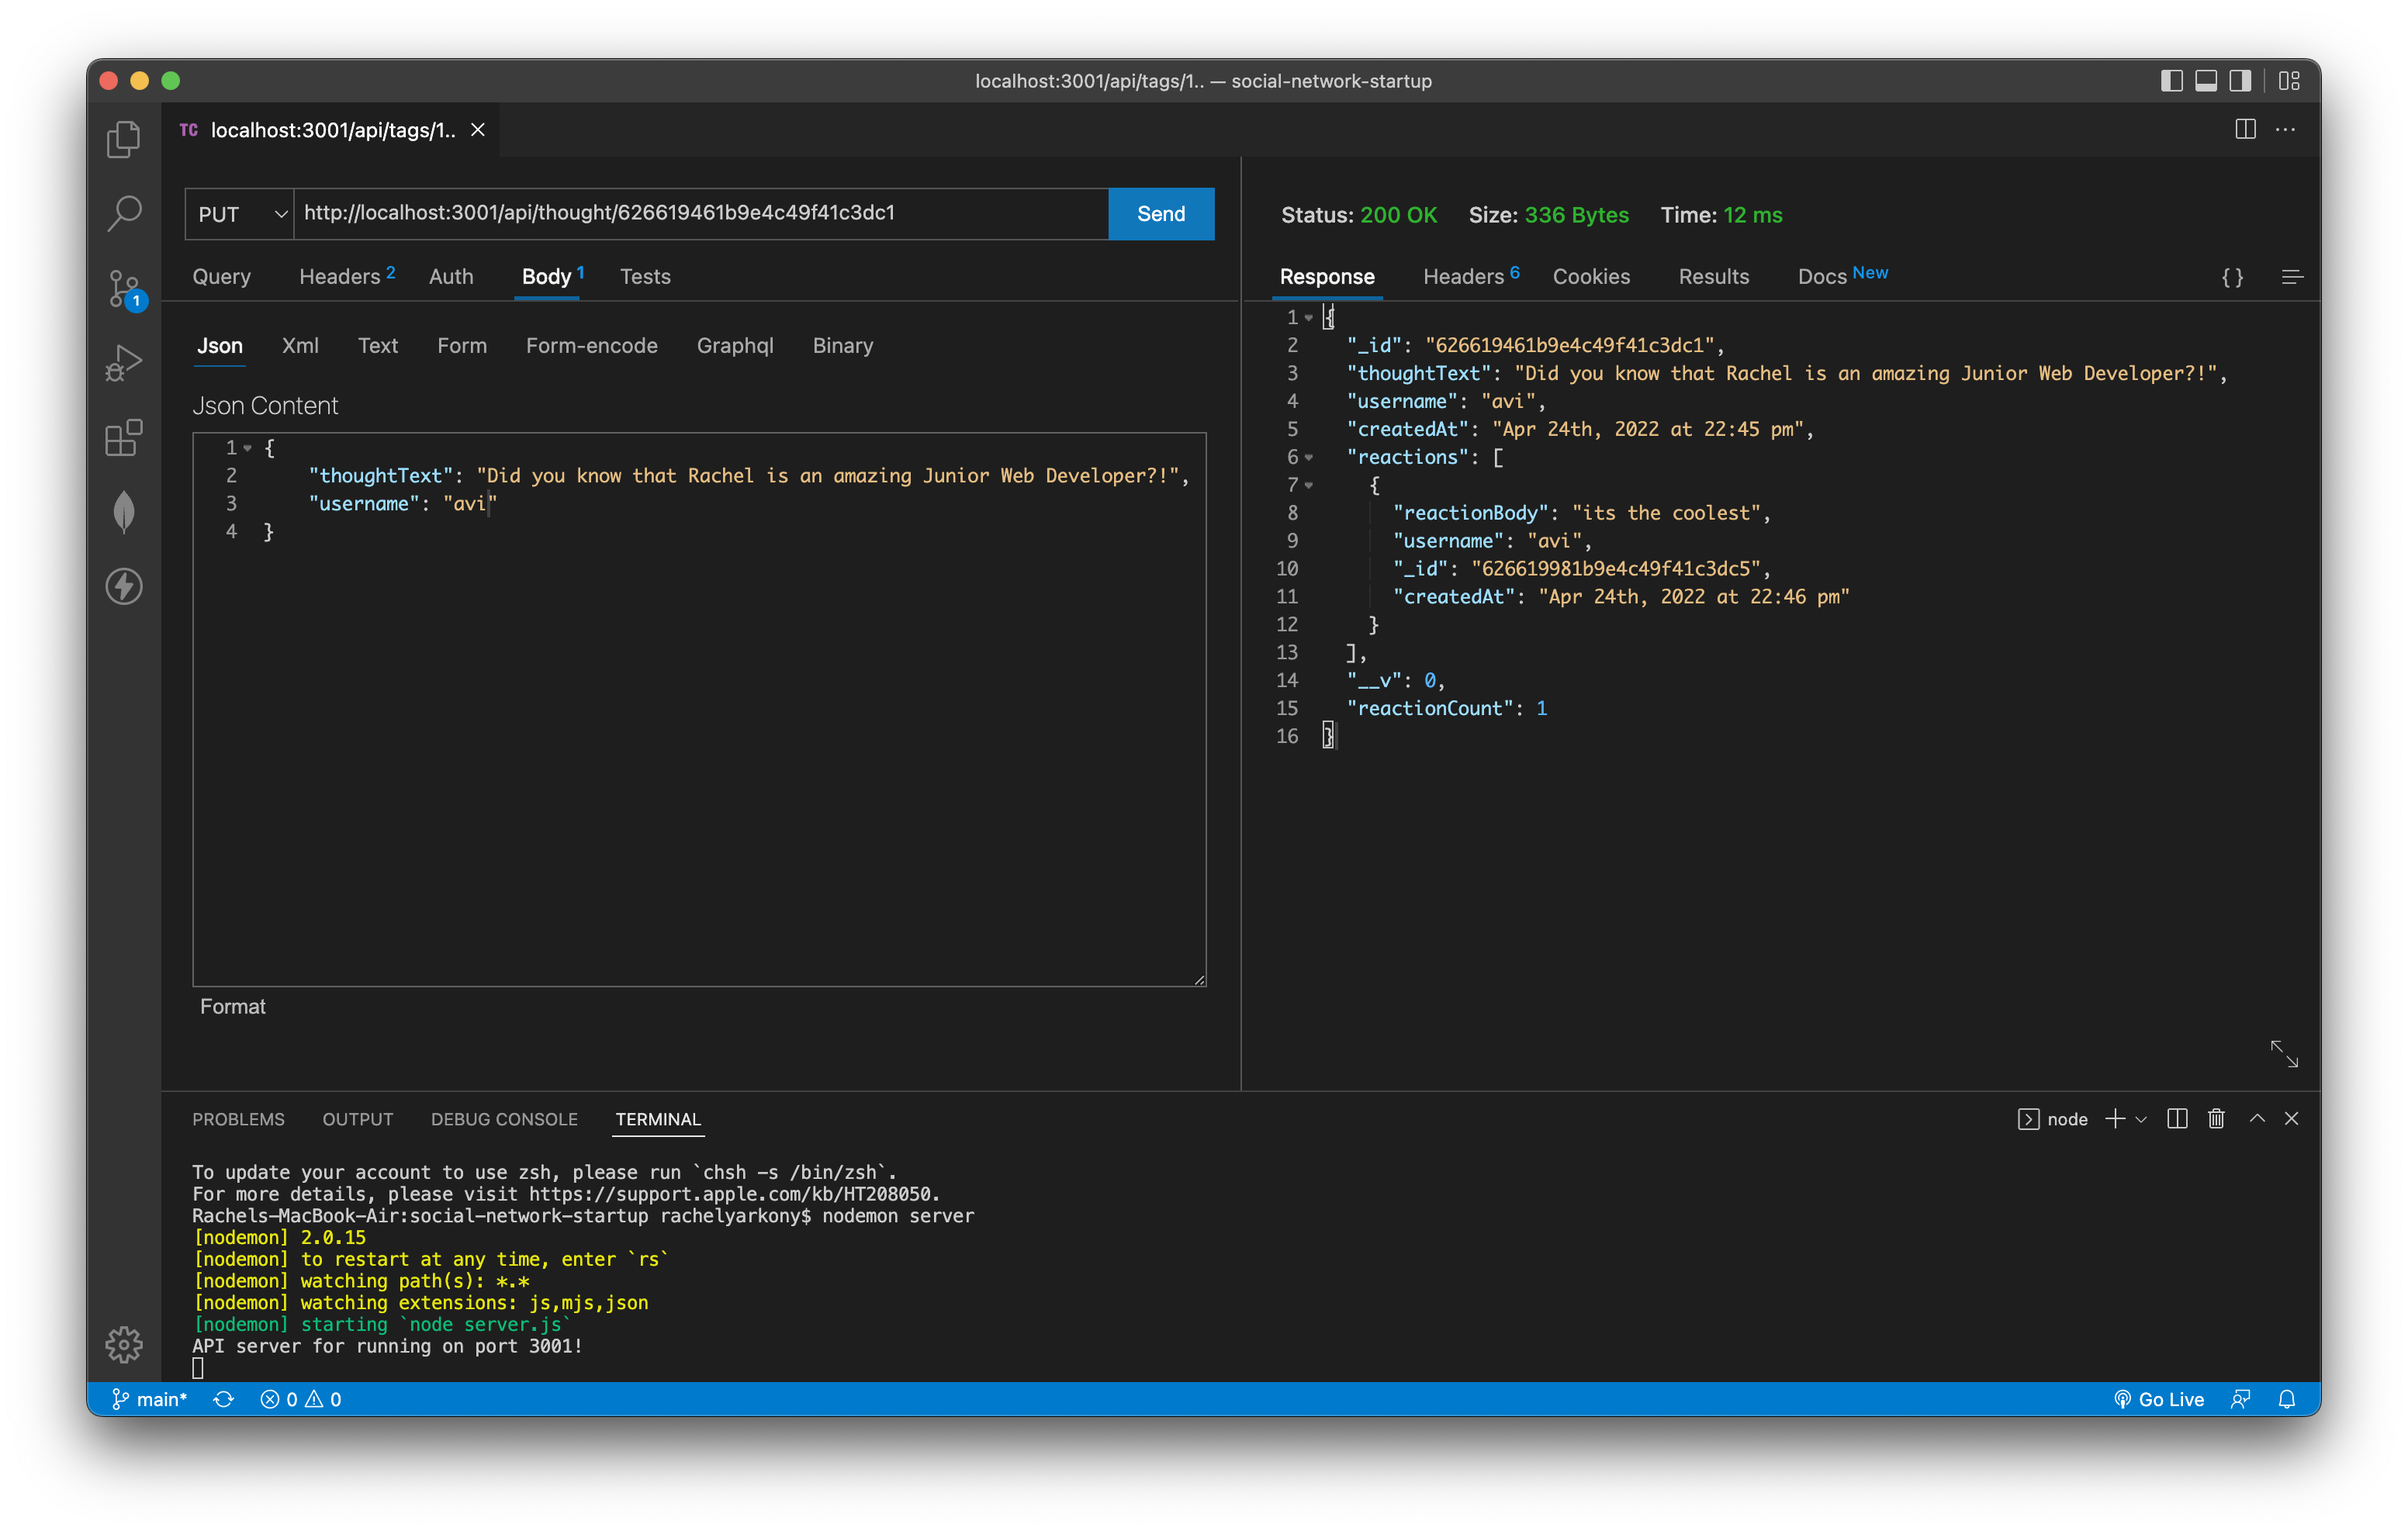 localhost:3001/api/tags/1.. — social-network-startup
TC localhost:3001/api/tags/1..
PUT http://localhost:3001/api/thought/626619461b9e4c49f41c3dc1 Send
Query Headers 2 Auth Body 1 Tests
1
Json Xml Text Form Form-encode Graphql Binary
Json Content
1 {
2 "thoughtText": "Did you know that Rachel is an amazing Junior Web Developer?!",
3 "username": "avi"
4 }
Format
Status: 200 OK Size: 336 Bytes Time: 12 ms
Response Headers 6 Cookies Results Docs New {}
1 {
2 "_id": "626619461b9e4c49f41c3dc1",
3 "thoughtText": "Did you know that Rachel is an amazing Junior Web Developer?!",
4 "username": "avi",
5 "createdAt": "Apr 24th, 2022 at 22:45 pm",
6 "reactions": [
7 {
8 "reactionBody": "its the coolest",
9 "username": "avi",
10 "_id": "626619981b9e4c49f41c3dc5",
11 "createdAt": "Apr 24th, 2022 at 22:46 pm"
12 }
13 ],
14 "__v": 0,
15 "reactionCount": 1
16 }
PROBLEMS OUTPUT DEBUG CONSOLE TERMINAL node
To update your account to use zsh, please run `chsh -s /bin/zsh`.
For more details, please visit https://support.apple.com/kb/HT208050.
Rachels-MacBook-Air:social-network-startup rachelyarkony$ nodemon server
[nodemon] 2.0.15
[nodemon] to restart at any time, enter `rs`
[nodemon] watching path(s): *.*
[nodemon] watching extensions: js,mjs,json
[nodemon] starting `node server.js`
API server for running on port 3001!
main* 0 0 Go Live